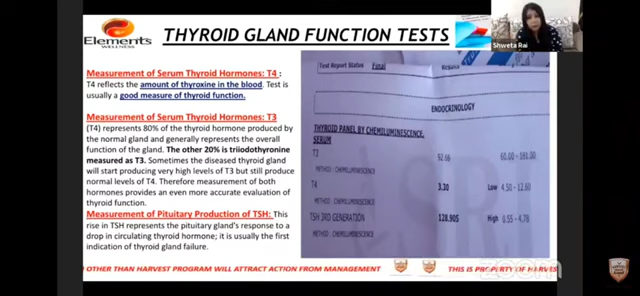 Elements
WELLNESS
THYROID GLAND FUNCTION TESTS
Shweta Rai
Measurement of Serum Thyroid Hormones: T4 :
T4 reflects the amount of thyroxine in the blood. Test is
usually a good measure of thyroid function.
Measurement of Serum Thyroid Hormones: T3
(T4) represents 80% of the thyroid hormone produced by
the normal gland and generally represents the overall
function of the gland. The other 20% is triiodothyronine
measured as T3. Sometimes the diseased thyroid gland
will start producing very high levels of T3 but still produce
normal levels of T4. Therefore measurement of both
hormones provides an even more accurate evaluation of
thyroid function.
Measurement of Pituitary Production of TSH: This
rise in TSH represents the pituitary gland's response to a
drop in circulating thyroid hormone; it is usually the first
indication of thyroid gland failure.
Test Report Status Final
Results
ENDOCRINOLOGY
THYROID PANEL BY CHEMILUMINESCENCE,
SERUM
T3 92.66 60.00 - 181.00
METHOD : CHEMILUMINESCENCE
T4 3.30 Low 4.50 - 12.60
METHOD : CHEMILUMINESCENCE
TSH 3RD GENERATION 128.905 High 0.55 - 4.78
METHOD : CHEMILUMINESCENCE
zoom
OTHER THAN HARVEST PROGRAM WILL ATTRACT ACTION FROM MANAGEMENT
THIS IS PROPERTY OF HARVES